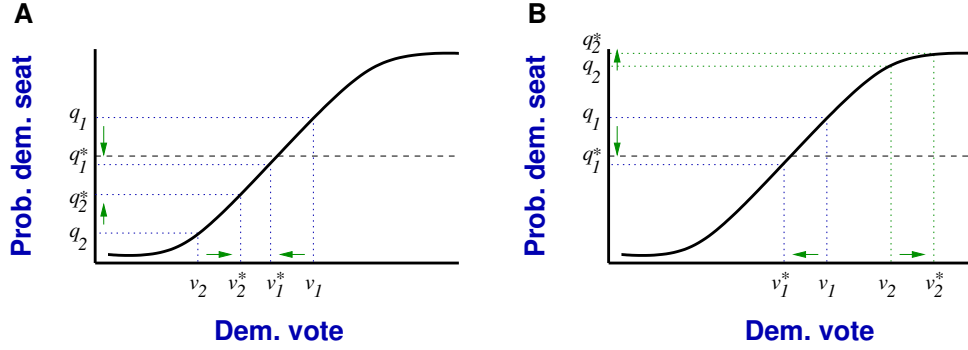 A
Prob. dem. seat
q1
q1*
q2*
q2
v2 v2* v1* v1
Dem. vote
B
Prob. dem. seat
q2*
q2
q1
q1*
v1* v1 v2 v2*
Dem. vote